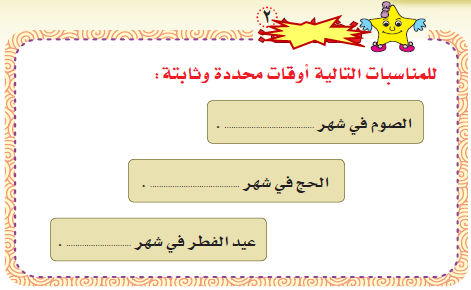 ٢
للمناسبات التالية أوقات محددة وثابتة :
الصوم في شهر .............................. .
الحج في شهر .............................. .
عيد الفطر في شهر ...................... .